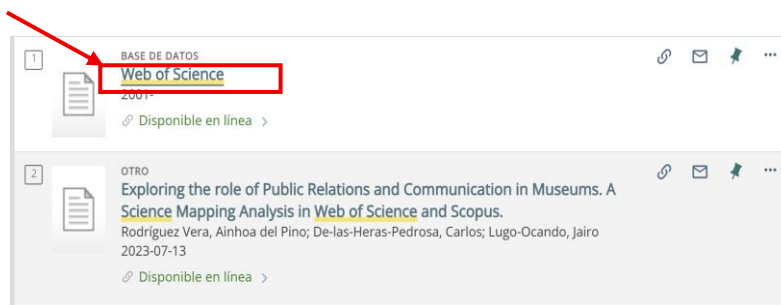 1
BASE DE DATOS
Web of Science
2001-
Disponible en línea >
2
OTRO
Exploring the role of Public Relations and Communication in Museums. A
Science Mapping Analysis in Web of Science and Scopus.
Rodríguez Vera, Ainhoa del Pino; De-las-Heras-Pedrosa, Carlos; Lugo-Ocando, Jairo
2023-07-13
Disponible en línea >